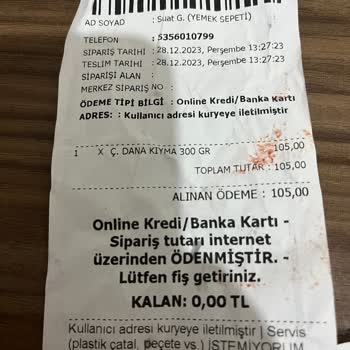 AD SOYAD : Suat G. (YEMEK SEPETİ)
TELEFON : 5356010799
SİPARİŞ TARİHİ : 28.12.2023, Perşembe 13:27:23
TESLİM TARİHİ : 28.12.2023, Perşembe 13:27:23
SİPARİŞİ ALAN :
MERKEZ SİPARİŞ NO :
ÖDEME TİPİ BİLGİ : Online Kredi/Banka Kartı
ADRES: : Kullanıcı adresi kuryeye iletilmiştir
1 X Ç. DANA KIYMA 300 GR 105,00
TOPLAM TUTAR : 105,00
ALINAN ÖDEME : 105,00
Online Kredi/Banka Kartı -
Sipariş tutarı internet
üzerinden ÖDENMİŞTİR. -
Lütfen fiş getiriniz.
KALAN: 0,00 TL
Kullanıcı adresi kuryeye iletilmiştir | Servis
(plastik çatal, peçete vs.) İSTEMİYORUM